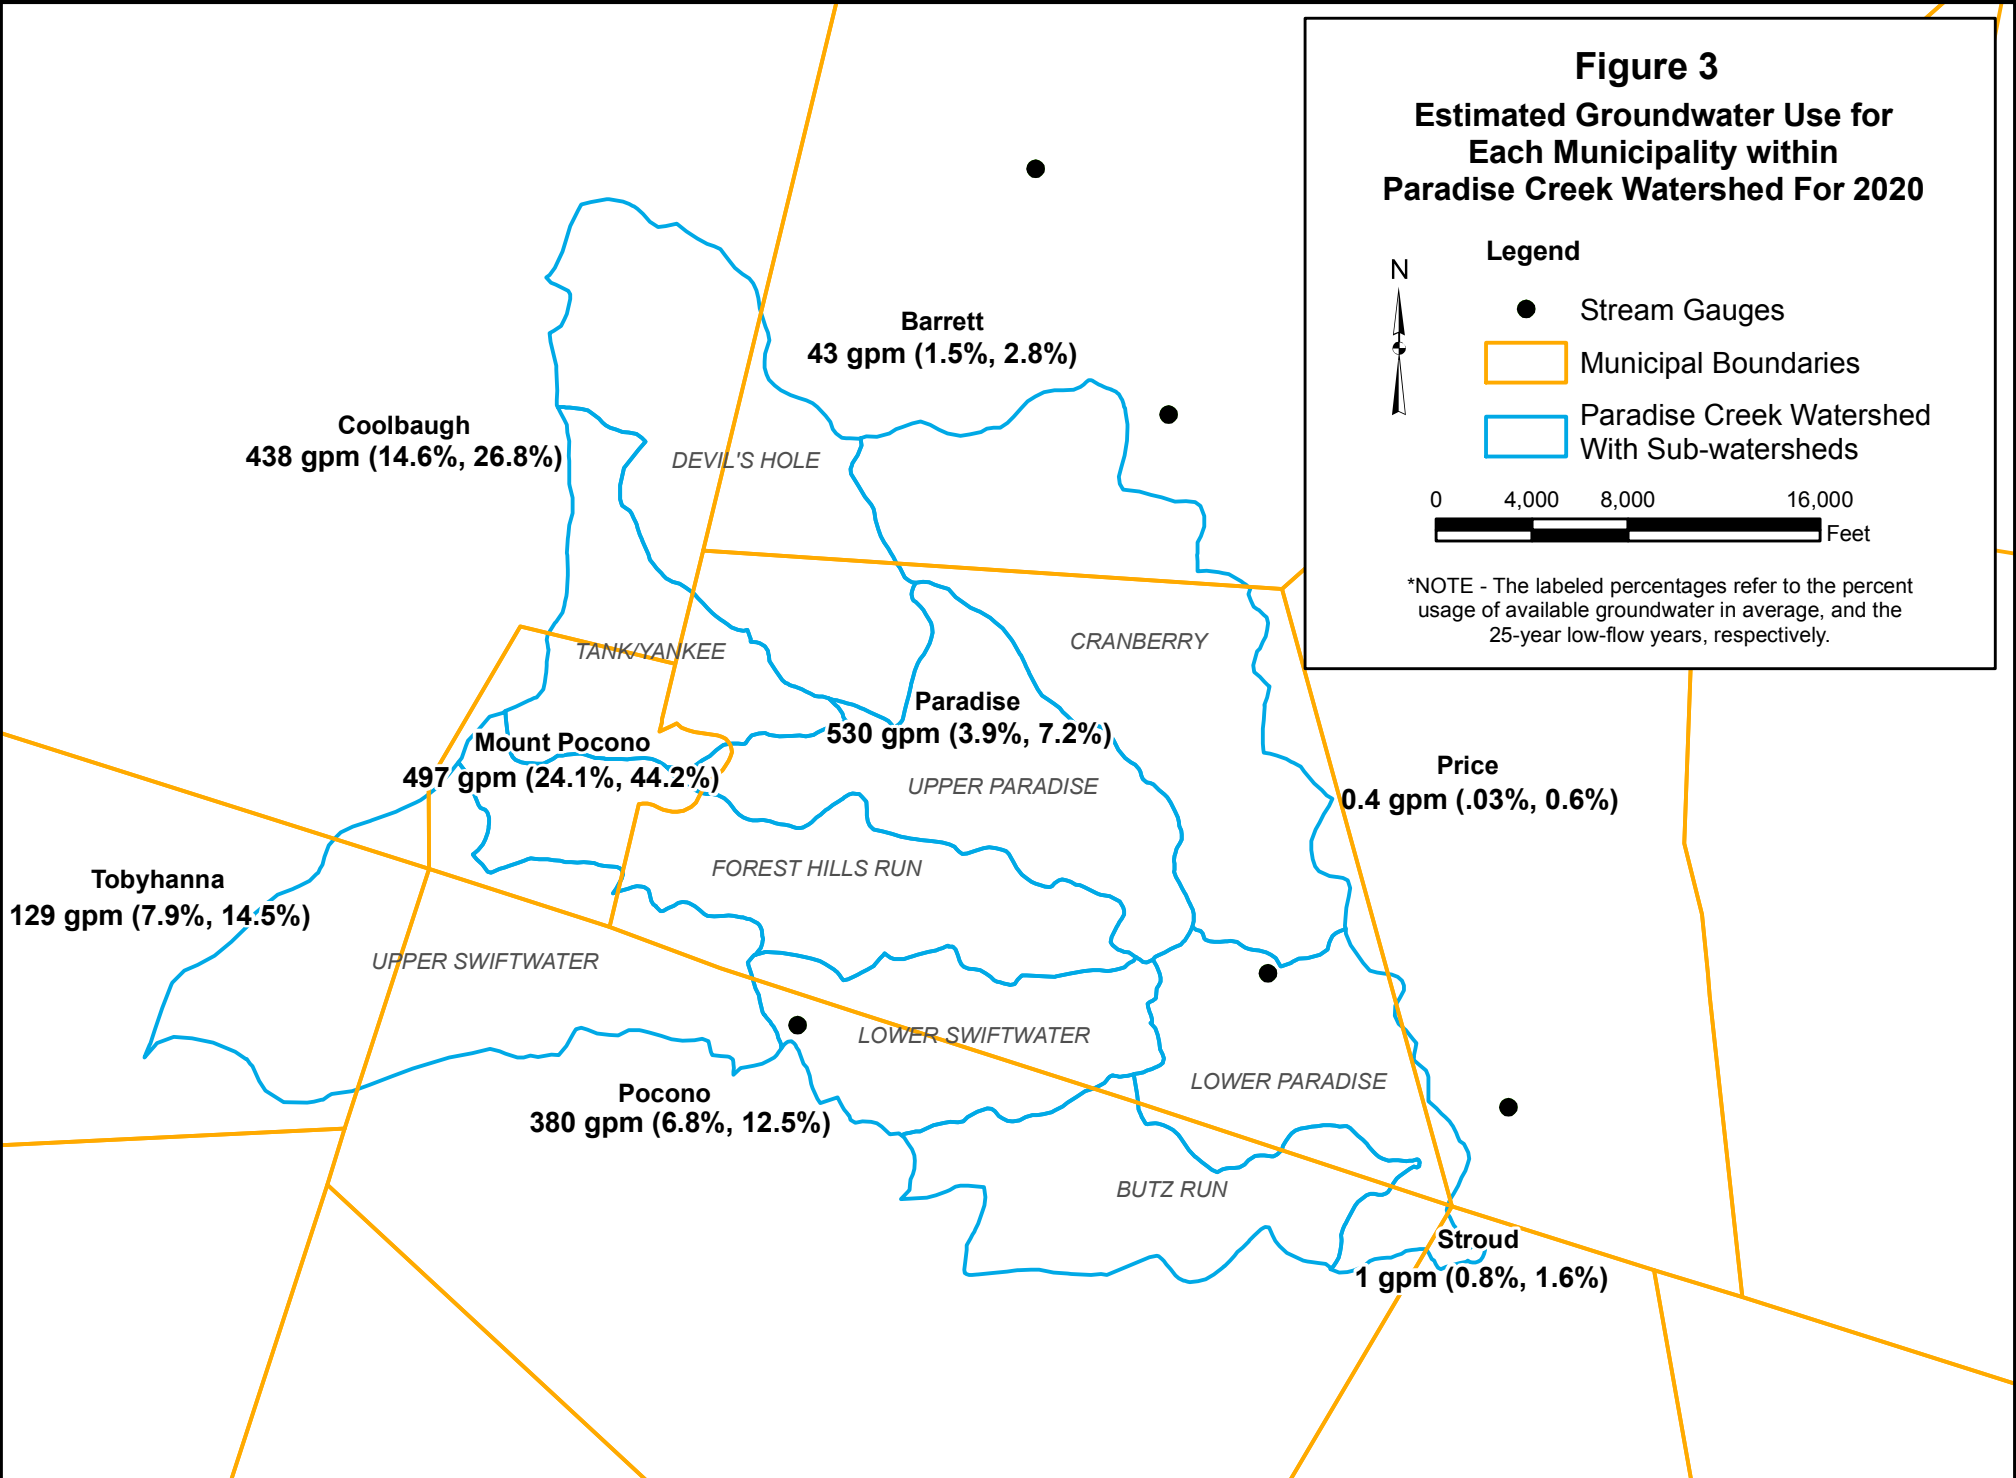 Figure 3
Estimated Groundwater Use for
Each Municipality within
Paradise Creek Watershed For 2020
Legend
N
Stream Gauges
Municipal Boundaries
Paradise Creek Watershed
With Sub-watersheds
0 4,000 8,000 16,000
Feet
*NOTE - The labeled percentages refer to the percent
usage of available groundwater in average, and the
25-year low-flow years, respectively.
Barrett
43 gpm (1.5%, 2.8%)
Coolbaugh
438 gpm (14.6%, 26.8%)
DEVIL'S HOLE
TANK/YANKEE
CRANBERRY
Paradise
530 gpm (3.9%, 7.2%)
Mount Pocono
497 gpm (24.1%, 44.2%)
UPPER PARADISE
Price
0.4 gpm (.03%, 0.6%)
FOREST HILLS RUN
Tobyhanna
129 gpm (7.9%, 14.5%)
UPPER SWIFTWATER
LOWER SWIFTWATER
LOWER PARADISE
Pocono
380 gpm (6.8%, 12.5%)
BUTZ RUN
Stroud
1 gpm (0.8%, 1.6%)